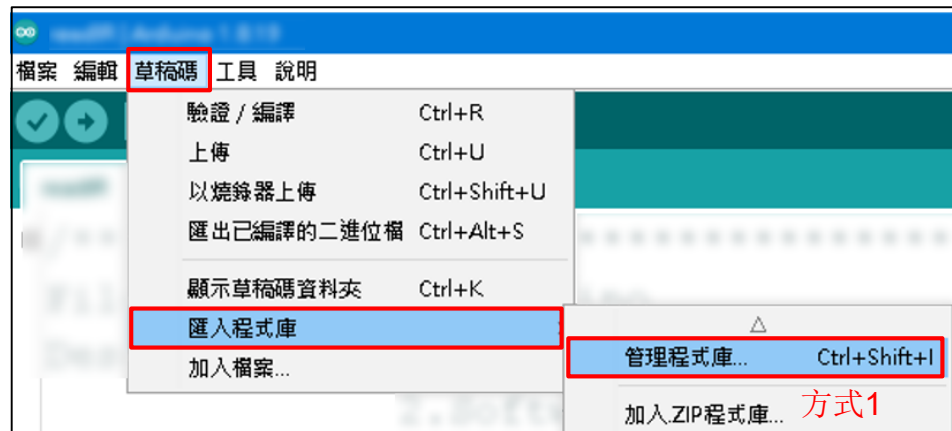 檔案 編輯 草稿碼 工具 說明
驗證 / 編譯 Ctrl+R
上傳 Ctrl+U
以燒錄器上傳 Ctrl+Shift+U
匯出已編譯的二進位檔 Ctrl+Alt+S
顯示草稿碼資料夾 Ctrl+K
匯入程式庫
加入檔案...
管理程式庫... Ctrl+Shift+I
加入.ZIP程式庫... 方式1